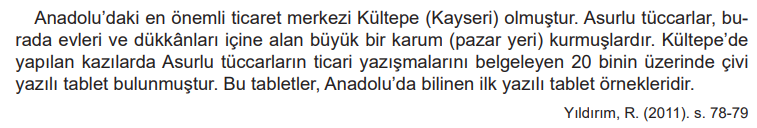 Anadolu’daki en önemli ticaret merkezi Kültepe (Kayseri) olmuştur. Asurlu tüccarlar, bu-
rada evleri ve dükkânları içine alan büyük bir karum (pazar yeri) kurmuşlardır. Kültepe’de
yapılan kazılarda Asurlu tüccarların ticari yazışmalarını belgeleyen 20 binin üzerinde çivi
yazılı tablet bulunmuştur. Bu tabletler, Anadolu’da bilinen ilk yazılı tablet örnekleridir.
Yıldırım, R. (2011). s. 78-79